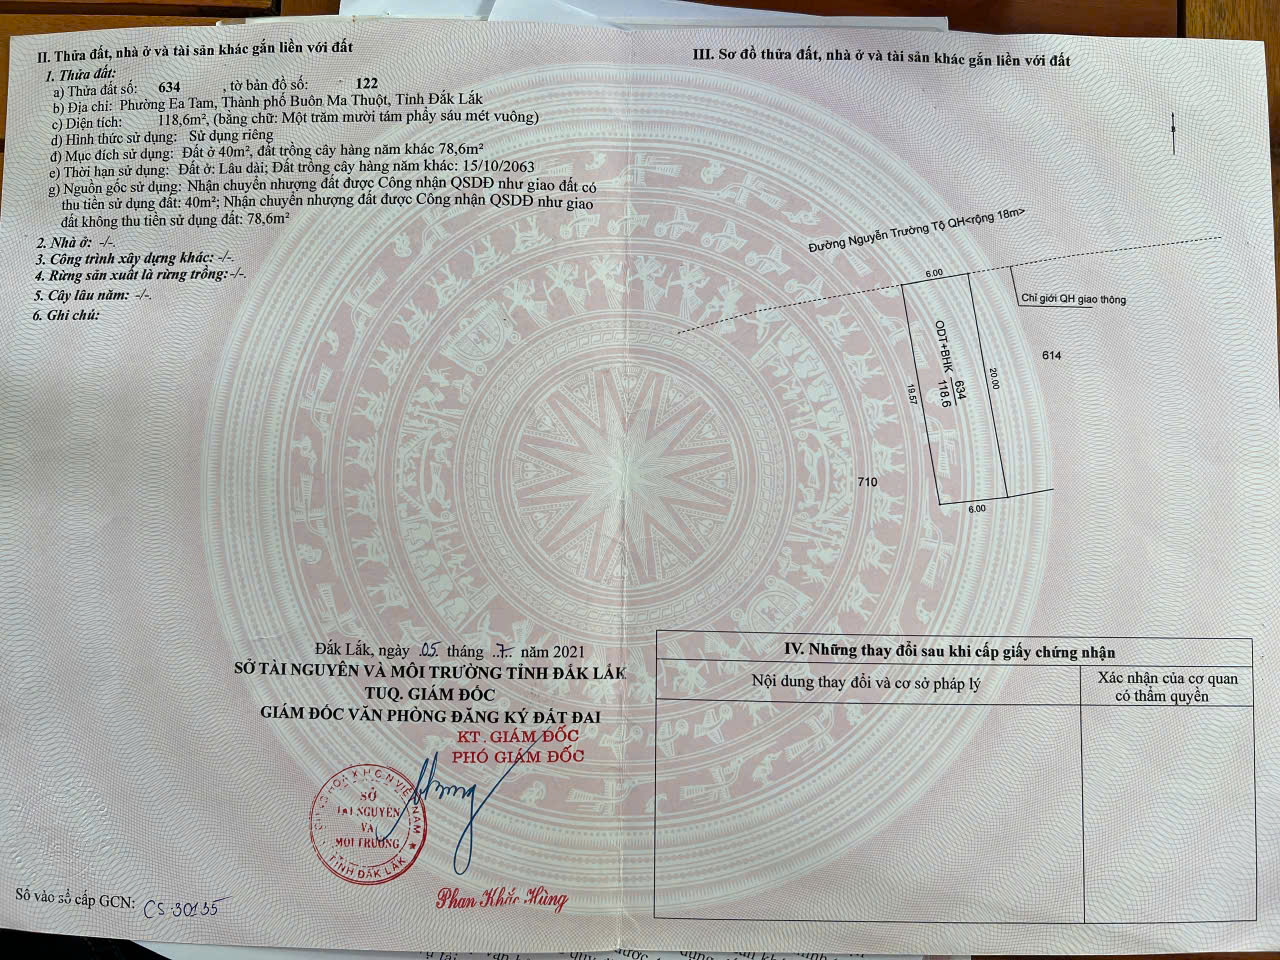 II. Thửa đất, nhà ở và tài sản khác gắn liền với đất
1. Thửa đất:
a) Thửa đất số: 634 , tờ bản đồ số: 122
b) Địa chỉ: Phường Ea Tam, Thành phố Buôn Ma Thuột, Tỉnh Đắk Lắk
c) Diện tích: 118,6m², (bằng chữ: Một trăm mười tám phẩy sáu mét vuông)
d) Hình thức sử dụng: Sử dụng riêng
đ) Mục đích sử dụng: Đất ở 40m², đất trồng cây hàng năm khác 78,6m²
e) Thời hạn sử dụng: Đất ở: Lâu dài; Đất trồng cây hàng năm khác: 15/10/2063
g) Nguồn gốc sử dụng: Nhận chuyển nhượng đất được Công nhận QSDĐ như giao đất có
thu tiền sử dụng đất: 40m²; Nhận chuyển nhượng đất được Công nhận QSDĐ như giao
đất không thu tiền sử dụng đất: 78,6m²
2. Nhà ở: -/-.
3. Công trình xây dựng khác: -/-.
4. Rừng sản xuất là rừng trồng: -/-.
5. Cây lâu năm: -/-.
6. Ghi chú:
Đắk Lắk, ngày 05 tháng 7 năm 2021
SỞ TÀI NGUYÊN VÀ MÔI TRƯỜNG TỈNH ĐẮK LẮK
TUQ. GIÁM ĐỐC
GIÁM ĐỐC VĂN PHÒNG ĐĂNG KÝ ĐẤT ĐAI
KT. GIÁM ĐỐC
PHÓ GIÁM ĐỐC
SỞ
TÀI NGUYÊN
VÀ
MÔI TRƯỜNG
TỈNH ĐẮK LẮK
Phan Khắc Hùng
Số vào sổ cấp GCN: CS 30135
III. Sơ đồ thửa đất, nhà ở và tài sản khác gắn liền với đất
Đường Nguyễn Trường Tộ QH<rộng 18m>
6.00
Chỉ giới QH giao thông
ODT+BHK 634
118.6
614
20.00
19.57
710
6.00
IV. Những thay đổi sau khi cấp giấy chứng nhận
Nội dung thay đổi và cơ sở pháp lý
Xác nhận của cơ quan
có thẩm quyền